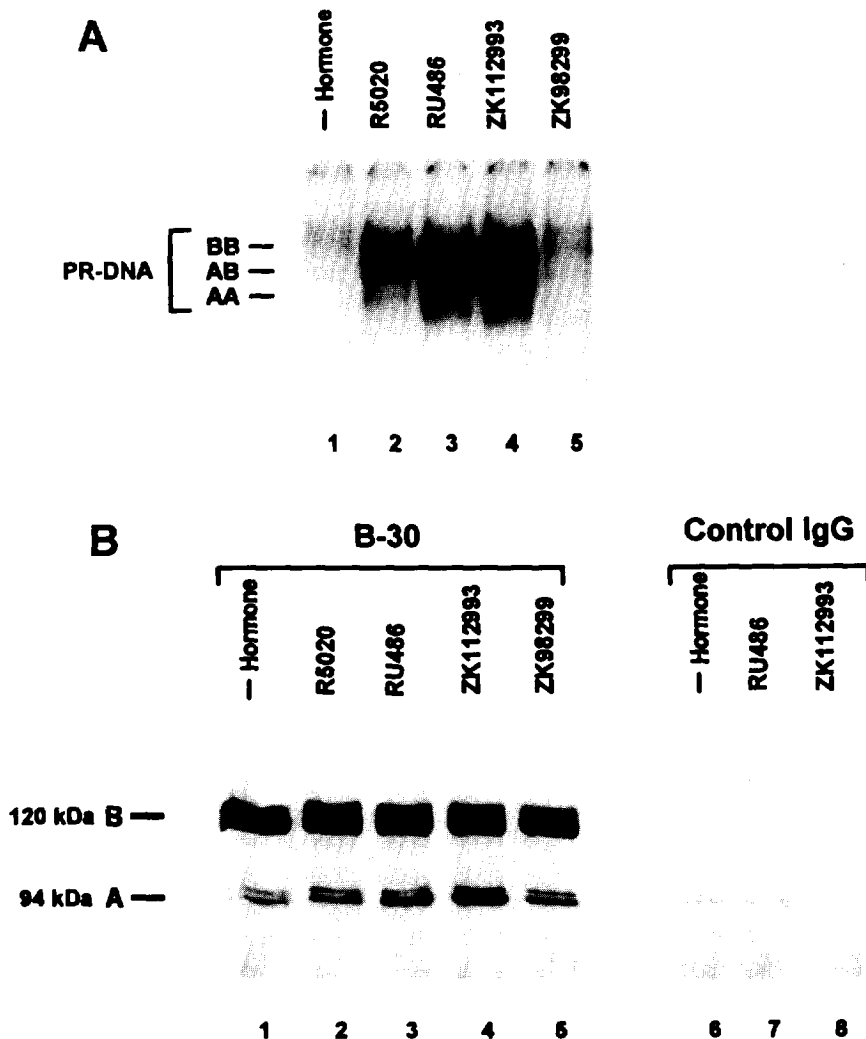 A
— Hormone
R5020
RU486
ZK112993
ZK98299
PR-DNA
BB —
AB —
AA —
1 2 3 4 5
B
B-30
Control IgG
— Hormone
R5020
RU486
ZK112993
ZK98299
— Hormone
RU486
ZK112993
120 kDa B —
94 kDa A —
1 2 3 4 5 6 7 8